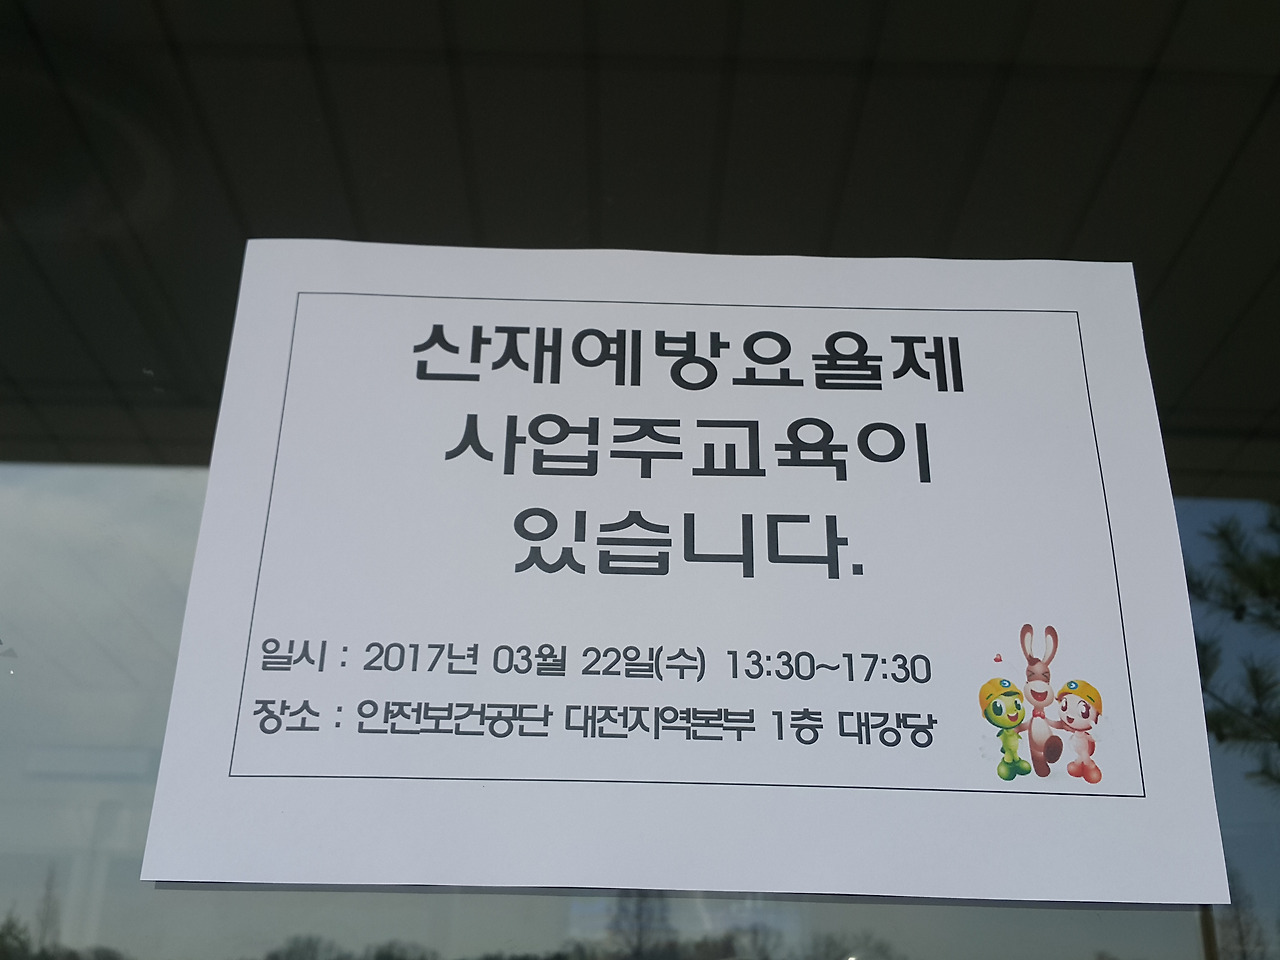 산재예방요율제
사업주교육이
있습니다.
일시 : 2017년 03월 22일(수) 13:30~17:30
장소 : 안전보건공단 대전지역본부 1층 대강당